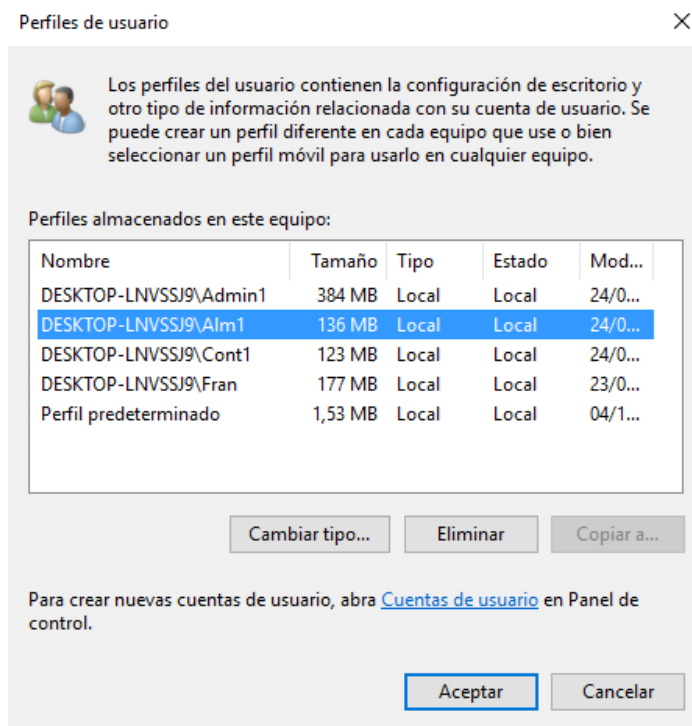 Perfiles de usuario
Los perfiles del usuario contienen la configuración de escritorio y
otro tipo de información relacionada con su cuenta de usuario. Se
puede crear un perfil diferente en cada equipo que use o bien
seleccionar un perfil móvil para usarlo en cualquier equipo.
Perfiles almacenados en este equipo:
Nombre Tamaño Tipo Estado Mod...
DESKTOP-LNVSSJ9\Admin1 384 MB Local Local 24/0...
DESKTOP-LNVSSJ9\Alm1 136 MB Local Local 24/0...
DESKTOP-LNVSSJ9\Cont1 123 MB Local Local 24/0...
DESKTOP-LNVSSJ9\Fran 177 MB Local Local 23/0...
Perfil predeterminado 1,53 MB Local Local 04/1...
Cambiar tipo... Eliminar Copiar a...
Para crear nuevas cuentas de usuario, abra Cuentas de usuario en Panel de
control.
Aceptar Cancelar